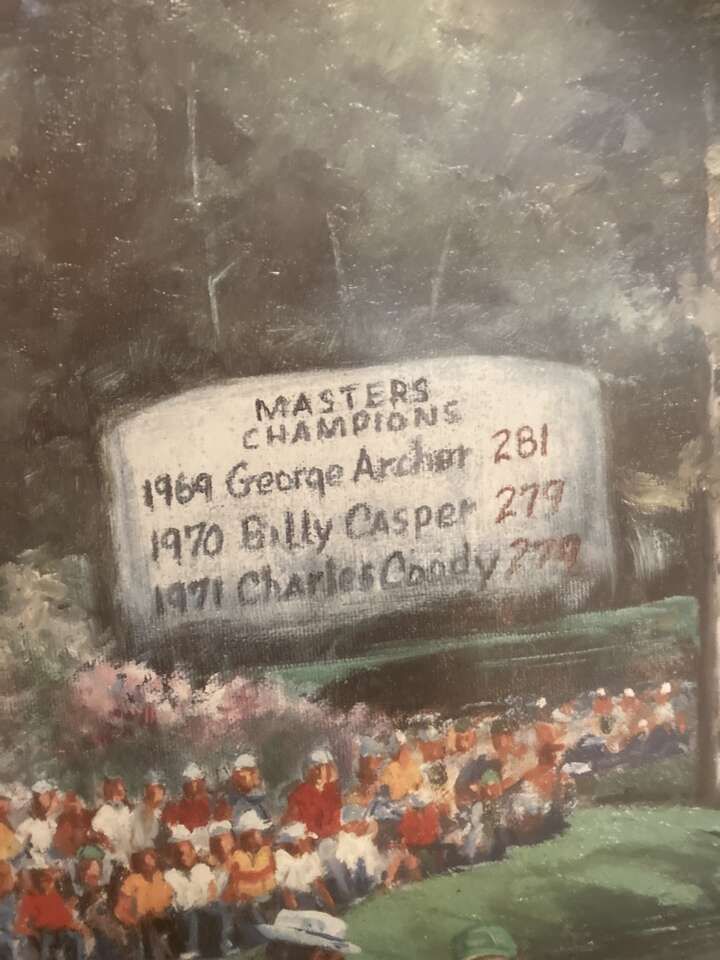 MASTERS
CHAMPIONS
1969 George Archer 281
1970 Billy Casper 279
1971 Charles Coody 279